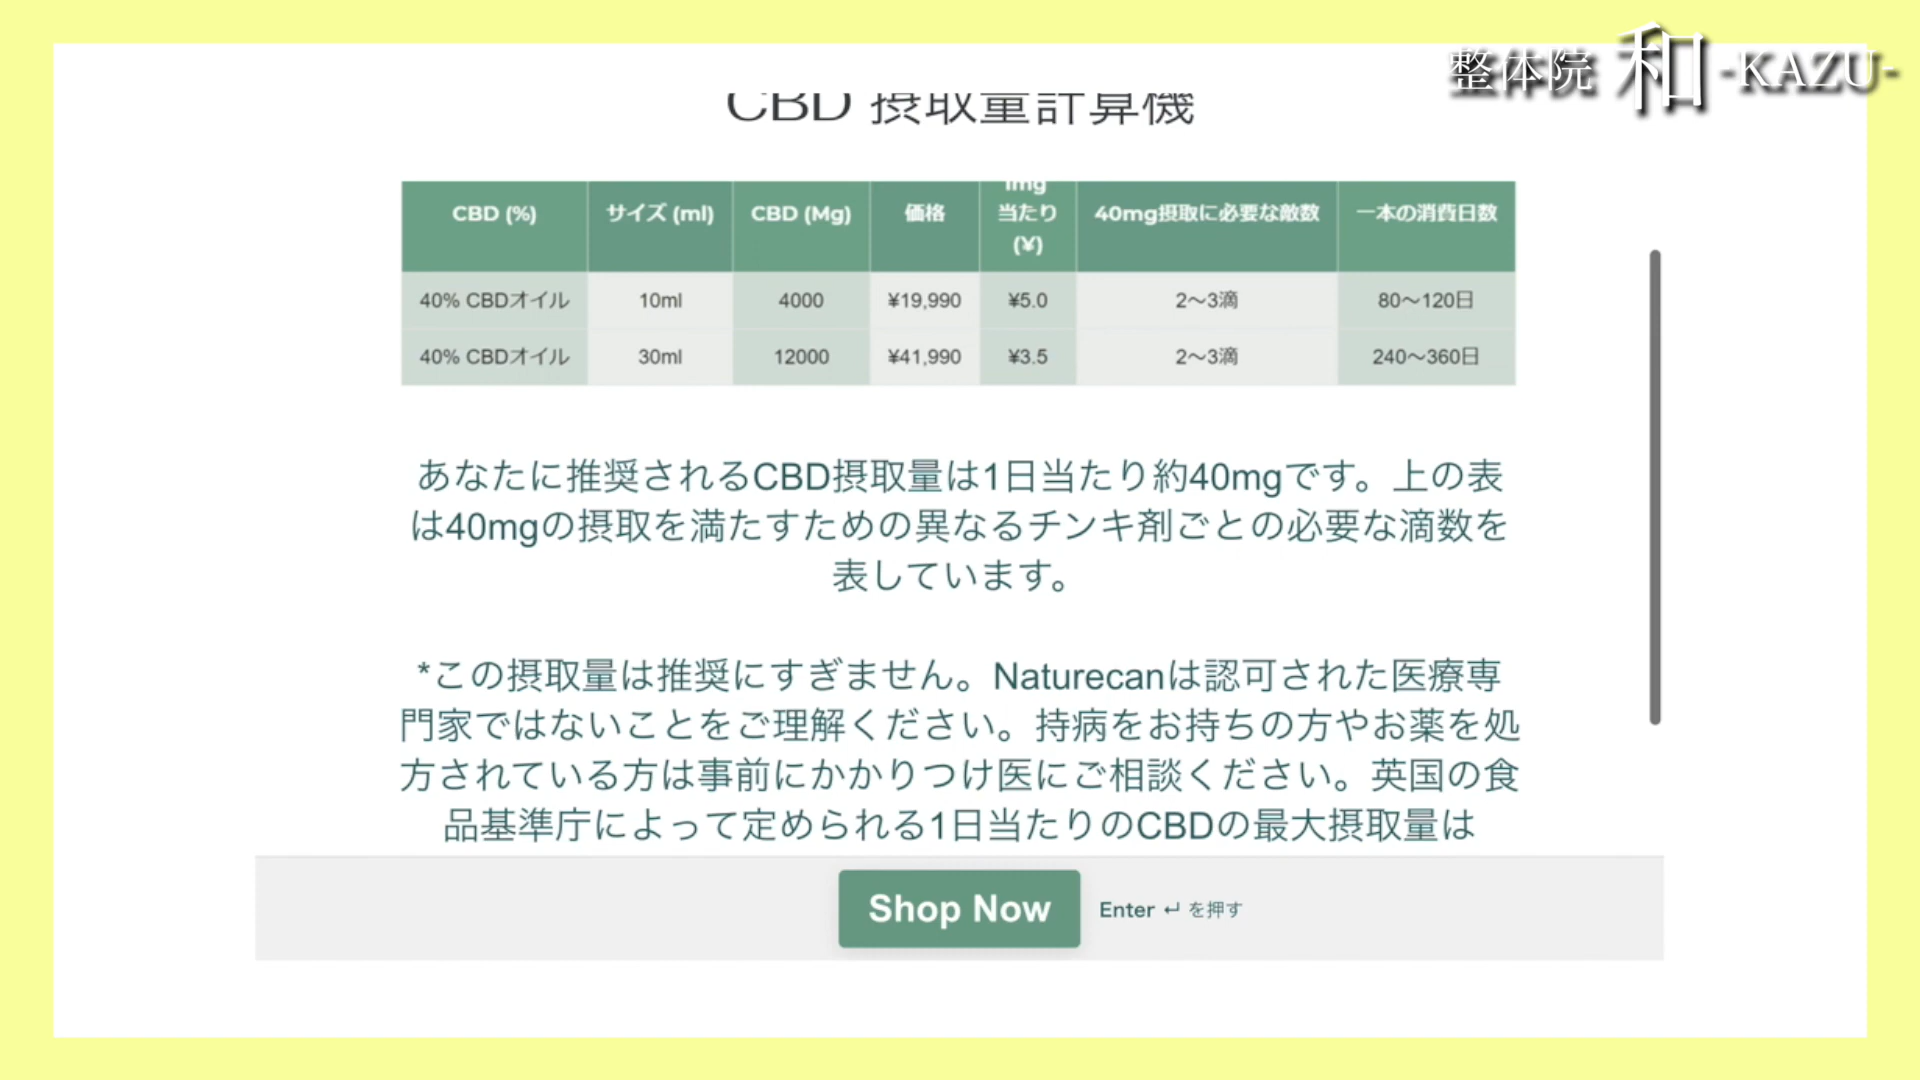 整体院 和 -KAZU-
CBD 摂取量計算機
CBD (%) サイズ (ml) CBD (Mg) 価格 1mg当たり(¥) 40mg摂取に必要な敵数 一本の消費日数
40% CBDオイル 10ml 4000 ¥19,990 ¥5.0 2〜3滴 80〜120日
40% CBDオイル 30ml 12000 ¥41,990 ¥3.5 2〜3滴 240〜360日
あなたに推奨されるCBD摂取量は1日当たり約40mgです。上の表
は40mgの摂取を満たすための異なるチンキ剤ごとの必要な滴数を
表しています。
*この摂取量は推奨にすぎません。Naturecanは認可された医療専
門家ではないことをご理解ください。持病をお持ちの方やお薬を処
方されている方は事前にかかりつけ医にご相談ください。英国の食
品基準庁によって定められる1日当たりのCBDの最大摂取量は
Shop Now Enter ↵ を押す